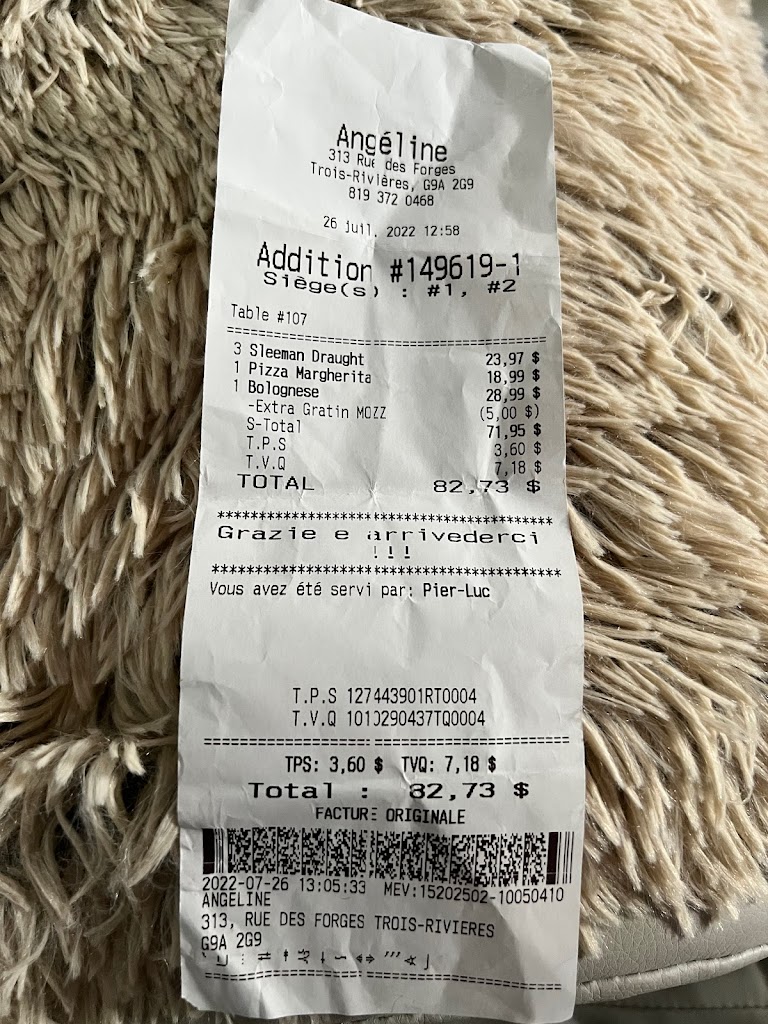 Angéline
313 Rue des Forges
Trois-Rivières, G9A 2G9
819 372 0468
26 juil. 2022 12:58
Addition #149619-1
Siège(s) : #1, #2
Table #107
3 Sleeman Draught 23,97 $
1 Pizza Margherita 18,99 $
1 Bolognese 28,99 $
-Extra Gratin MOZZ (5,00 $)
S-Total 71,95 $
T.P.S 3,60 $
T.V.Q 7,18 $
TOTAL 82,73 $
****************************************
Grazie e arrivederci
!!!
****************************************
Vous avez été servi par: Pier-Luc
T.P.S 127443901RT0004
T.V.Q 1010290437TQ0004
========================================
TPS: 3,60 $ TVQ: 7,18 $
Total : 82,73 $
FACTURE ORIGINALE
2022-07-26 13:05:33 MEV:15202502-10050410
ANGELINE
313, RUE DES FORGES TROIS-RIVIERES
G9A 2G9
========================================